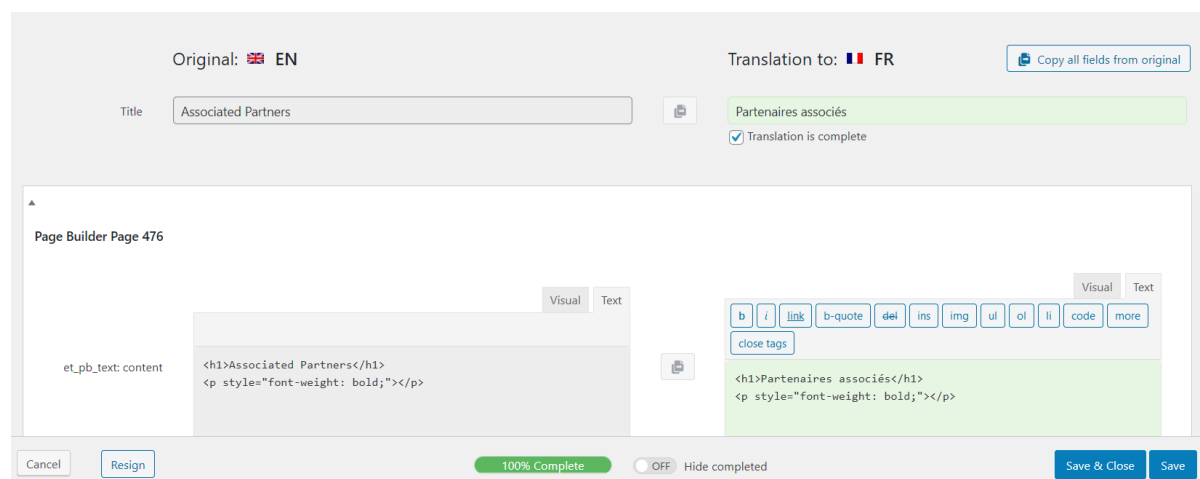 Original: EN
Translation to: FR
Copy all fields from original
Title
Associated Partners
Partenaires associés
Translation is complete
Page Builder Page 476
Visual Text
Visual Text
b i link b-quote del ins img ul ol li code more
close tags
et_pb_text: content
<h1>Associated Partners</h1>
<p style="font-weight: bold;"></p>
<h1>Partenaires associés</h1>
<p style="font-weight: bold;"></p>
Cancel
Resign
100% Complete
OFF Hide completed
Save & Close
Save